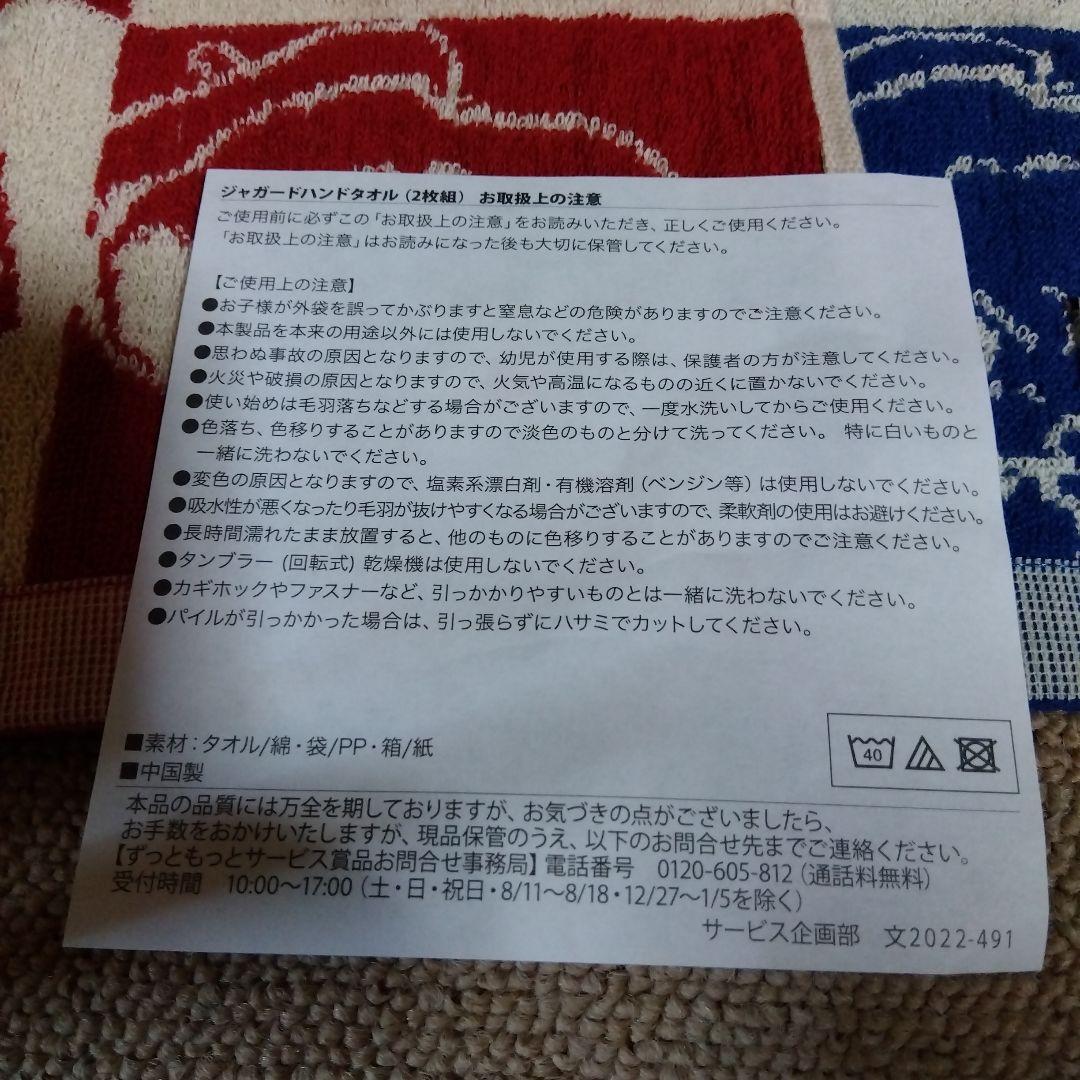 ジャガードハンドタオル（2枚組） お取扱上の注意
ご使用前に必ずこの「お取扱上の注意」をお読みいただき、正しくご使用ください。
「お取扱上の注意」はお読みになった後も大切に保管してください。
【ご使用上の注意】
●お子様が外袋を誤ってかぶりますと窒息などの危険がありますのでご注意ください。
●本製品を本来の用途以外には使用しないでください。
●思わぬ事故の原因となりますので、幼児が使用する際は、保護者の方が注意してください。
●火災や破損の原因となりますので、火気や高温になるものの近くに置かないでください。
●使い始めは毛羽落ちなどする場合がございますので、一度水洗いしてからご使用ください。
●色落ち、色移りすることがありますので淡色のものと分けて洗ってください。 特に白いものと
一緒に洗わないでください。
●変色の原因となりますので、塩素系漂白剤・有機溶剤（ベンジン等）は使用しないでください。
●吸水性が悪くなったり毛羽が抜けやすくなる場合がございますので、柔軟剤の使用はお避けください。
●長時間濡れたまま放置すると、他のものに色移りすることがありますのでご注意ください。
●タンブラー (回転式) 乾燥機は使用しないでください。
●カギホックやファスナーなど、引っかかりやすいものとは一緒に洗わないでください。
●パイルが引っかかった場合は、引っ張らずにハサミでカットしてください。
■素材：タオル/綿・袋/PP・箱/紙
■中国製
40
本品の品質には万全を期しておりますが、お気づきの点がございましたら、
お手数をおかけいたしますが、現品保管のうえ、以下のお問合せ先までご連絡ください。
【ずっともっとサービス賞品お問合せ事務局】電話番号 0120-605-812（通話料無料）
受付時間 10:00～17:00（土・日・祝日・8/11～8/18・12/27～1/5を除く）
サービス企画部 文2022-491